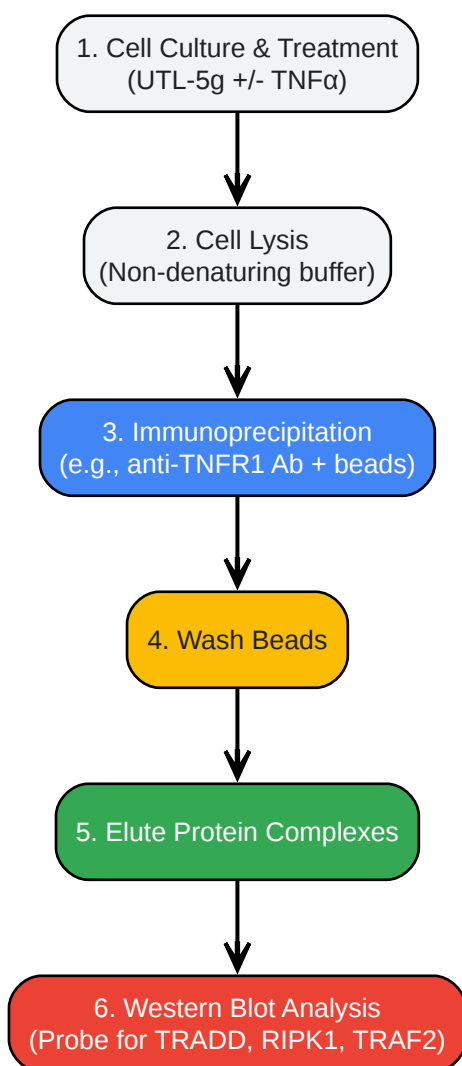 1. Cell Culture & Treatment
(UTL-5g +/- TNFα)
2. Cell Lysis
(Non-denaturing buffer)
3. Immunoprecipitation
(e.g., anti-TNFR1 Ab + beads)
4. Wash Beads
5. Elute Protein Complexes
6. Western Blot Analysis
(Probe for TRADD, RIPK1, TRAF2)